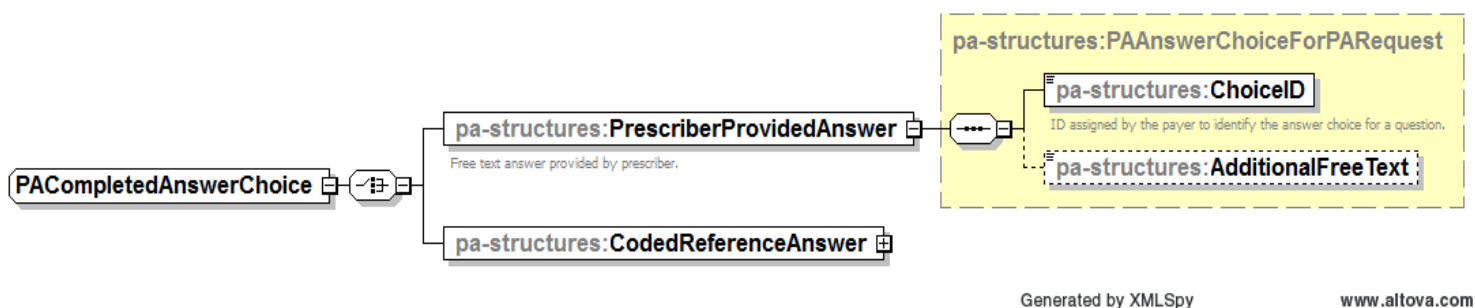 pa-structures:PAAnswerChoiceForPARequest
pa-structures:ChoiceID
ID assigned by the payer to identify the answer choice for a question.
pa-structures:PrescriberProvidedAnswer
Free text answer provided by prescriber.
pa-structures:AdditionalFreeText
PACompletedAnswerChoice
pa-structures:CodedReferenceAnswer
Generated by XMLSpy www.altova.com